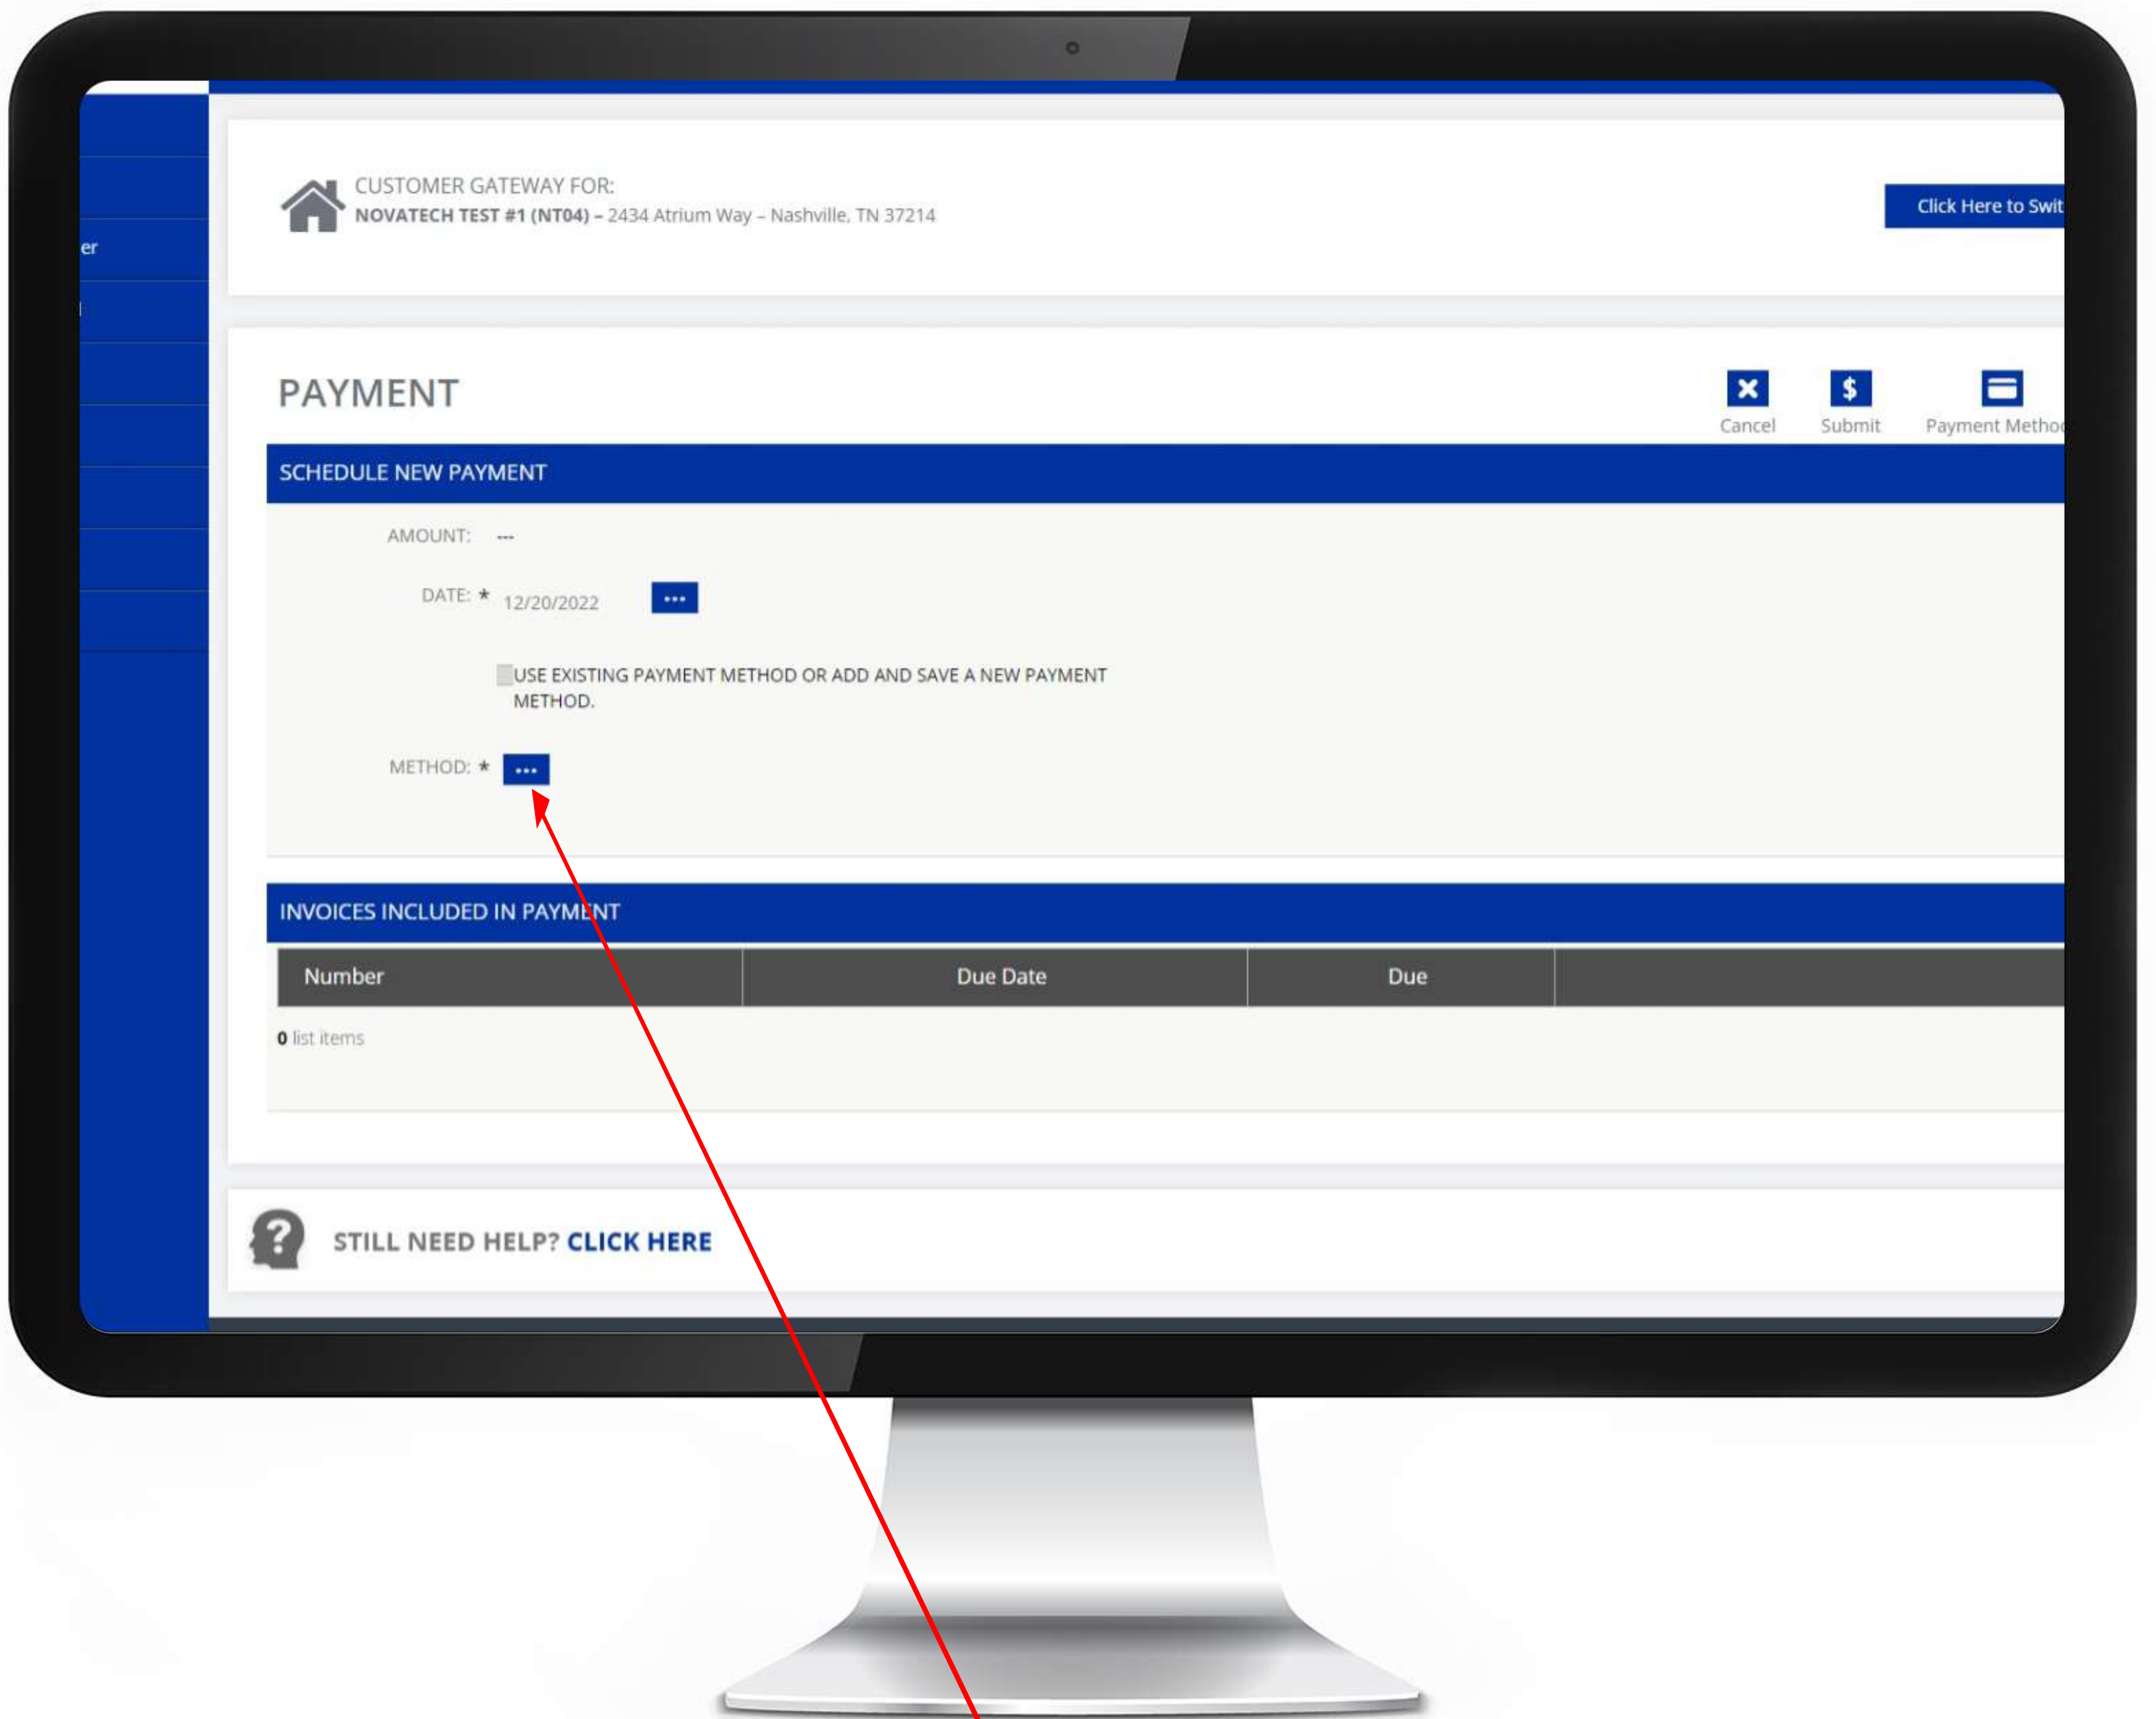 CUSTOMER GATEWAY FOR:
NOVATECH TEST #1 (NT04) – 2434 Atrium Way – Nashville, TN 37214
Click Here to Swit
er
PAYMENT
Cancel Submit Payment Metho
SCHEDULE NEW PAYMENT
AMOUNT: ---
DATE: * 12/20/2022 •••
USE EXISTING PAYMENT METHOD OR ADD AND SAVE A NEW PAYMENT
METHOD.
METHOD: * •••
INVOICES INCLUDED IN PAYMENT
Number Due Date Due
0 list items
STILL NEED HELP? CLICK HERE